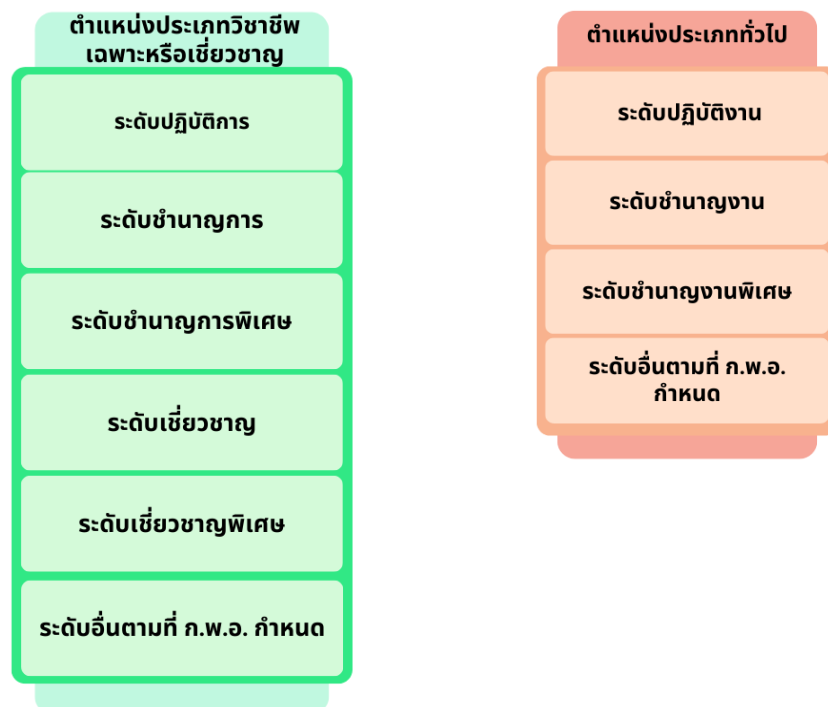 ตำแหน่งประเภทวิชาชีพ
เฉพาะหรือเชี่ยวชาญ
ระดับปฏิบัติการ
ระดับชำนาญการ
ระดับชำนาญการพิเศษ
ระดับเชี่ยวชาญ
ระดับเชี่ยวชาญพิเศษ
ระดับอื่นตามที่ ก.พ.อ. กำหนด
ตำแหน่งประเภททั่วไป
ระดับปฏิบัติงาน
ระดับชำนาญงาน
ระดับชำนาญงานพิเศษ
ระดับอื่นตามที่ ก.พ.อ.
กำหนด